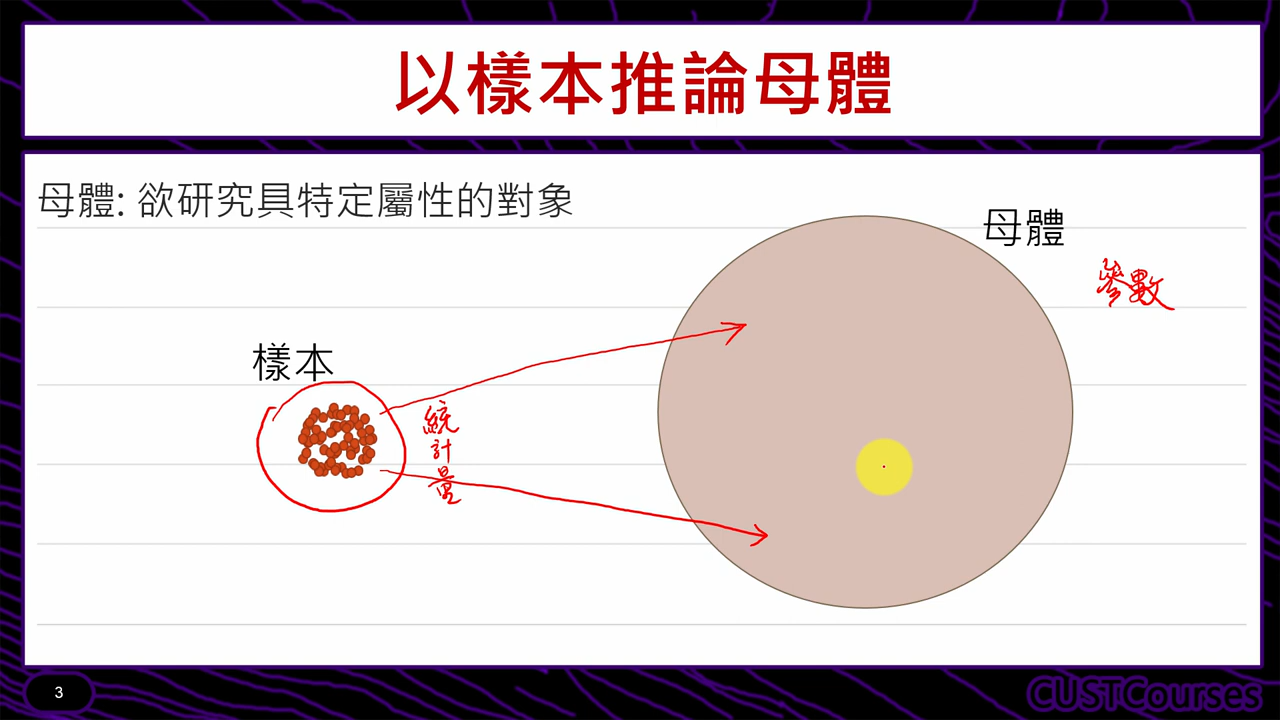 以樣本推論母體
母體: 欲研究具特定屬性的對象
母體
參數
樣本
統
計
量
3
CUSTCourses